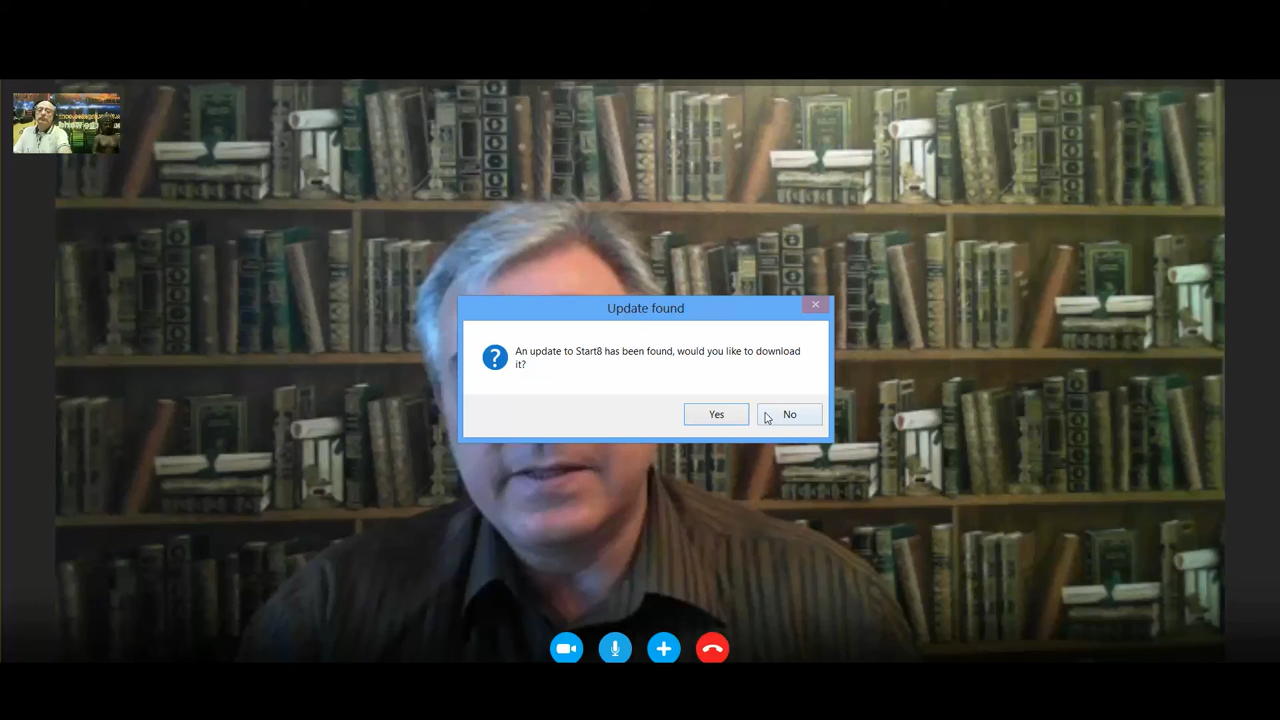 Update found
An update to Start8 has been found, would you like to download
it?
Yes
No